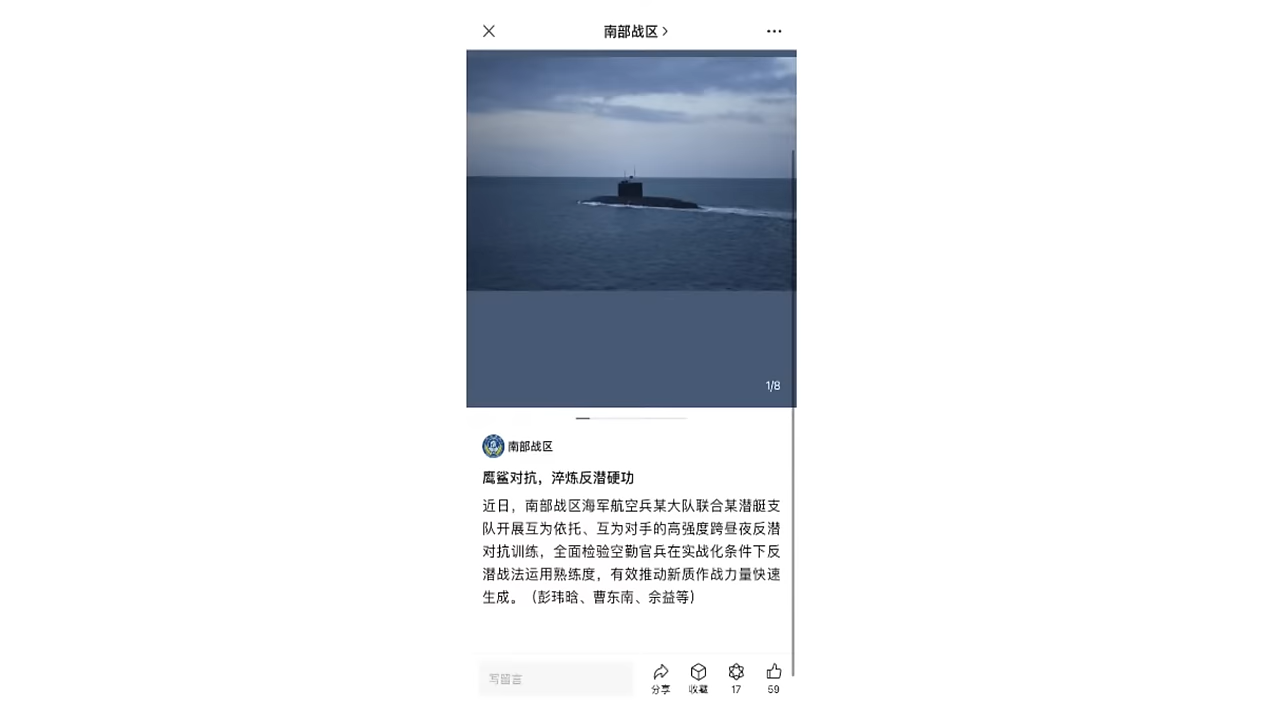 南部战区
1/8
南部战区
鹰鲨对抗，淬炼反潜硬功
近日，南部战区海军航空兵某大队联合某潜艇支
队开展互为依托、互为对手的高强度跨昼夜反潜
对抗训练，全面检验空勤官兵在实战化条件下反
潜战法运用熟练度，有效推动新质作战力量快速
生成。（彭玮晗、曹东南、佘益等）
写留言
分享 收藏 17 59